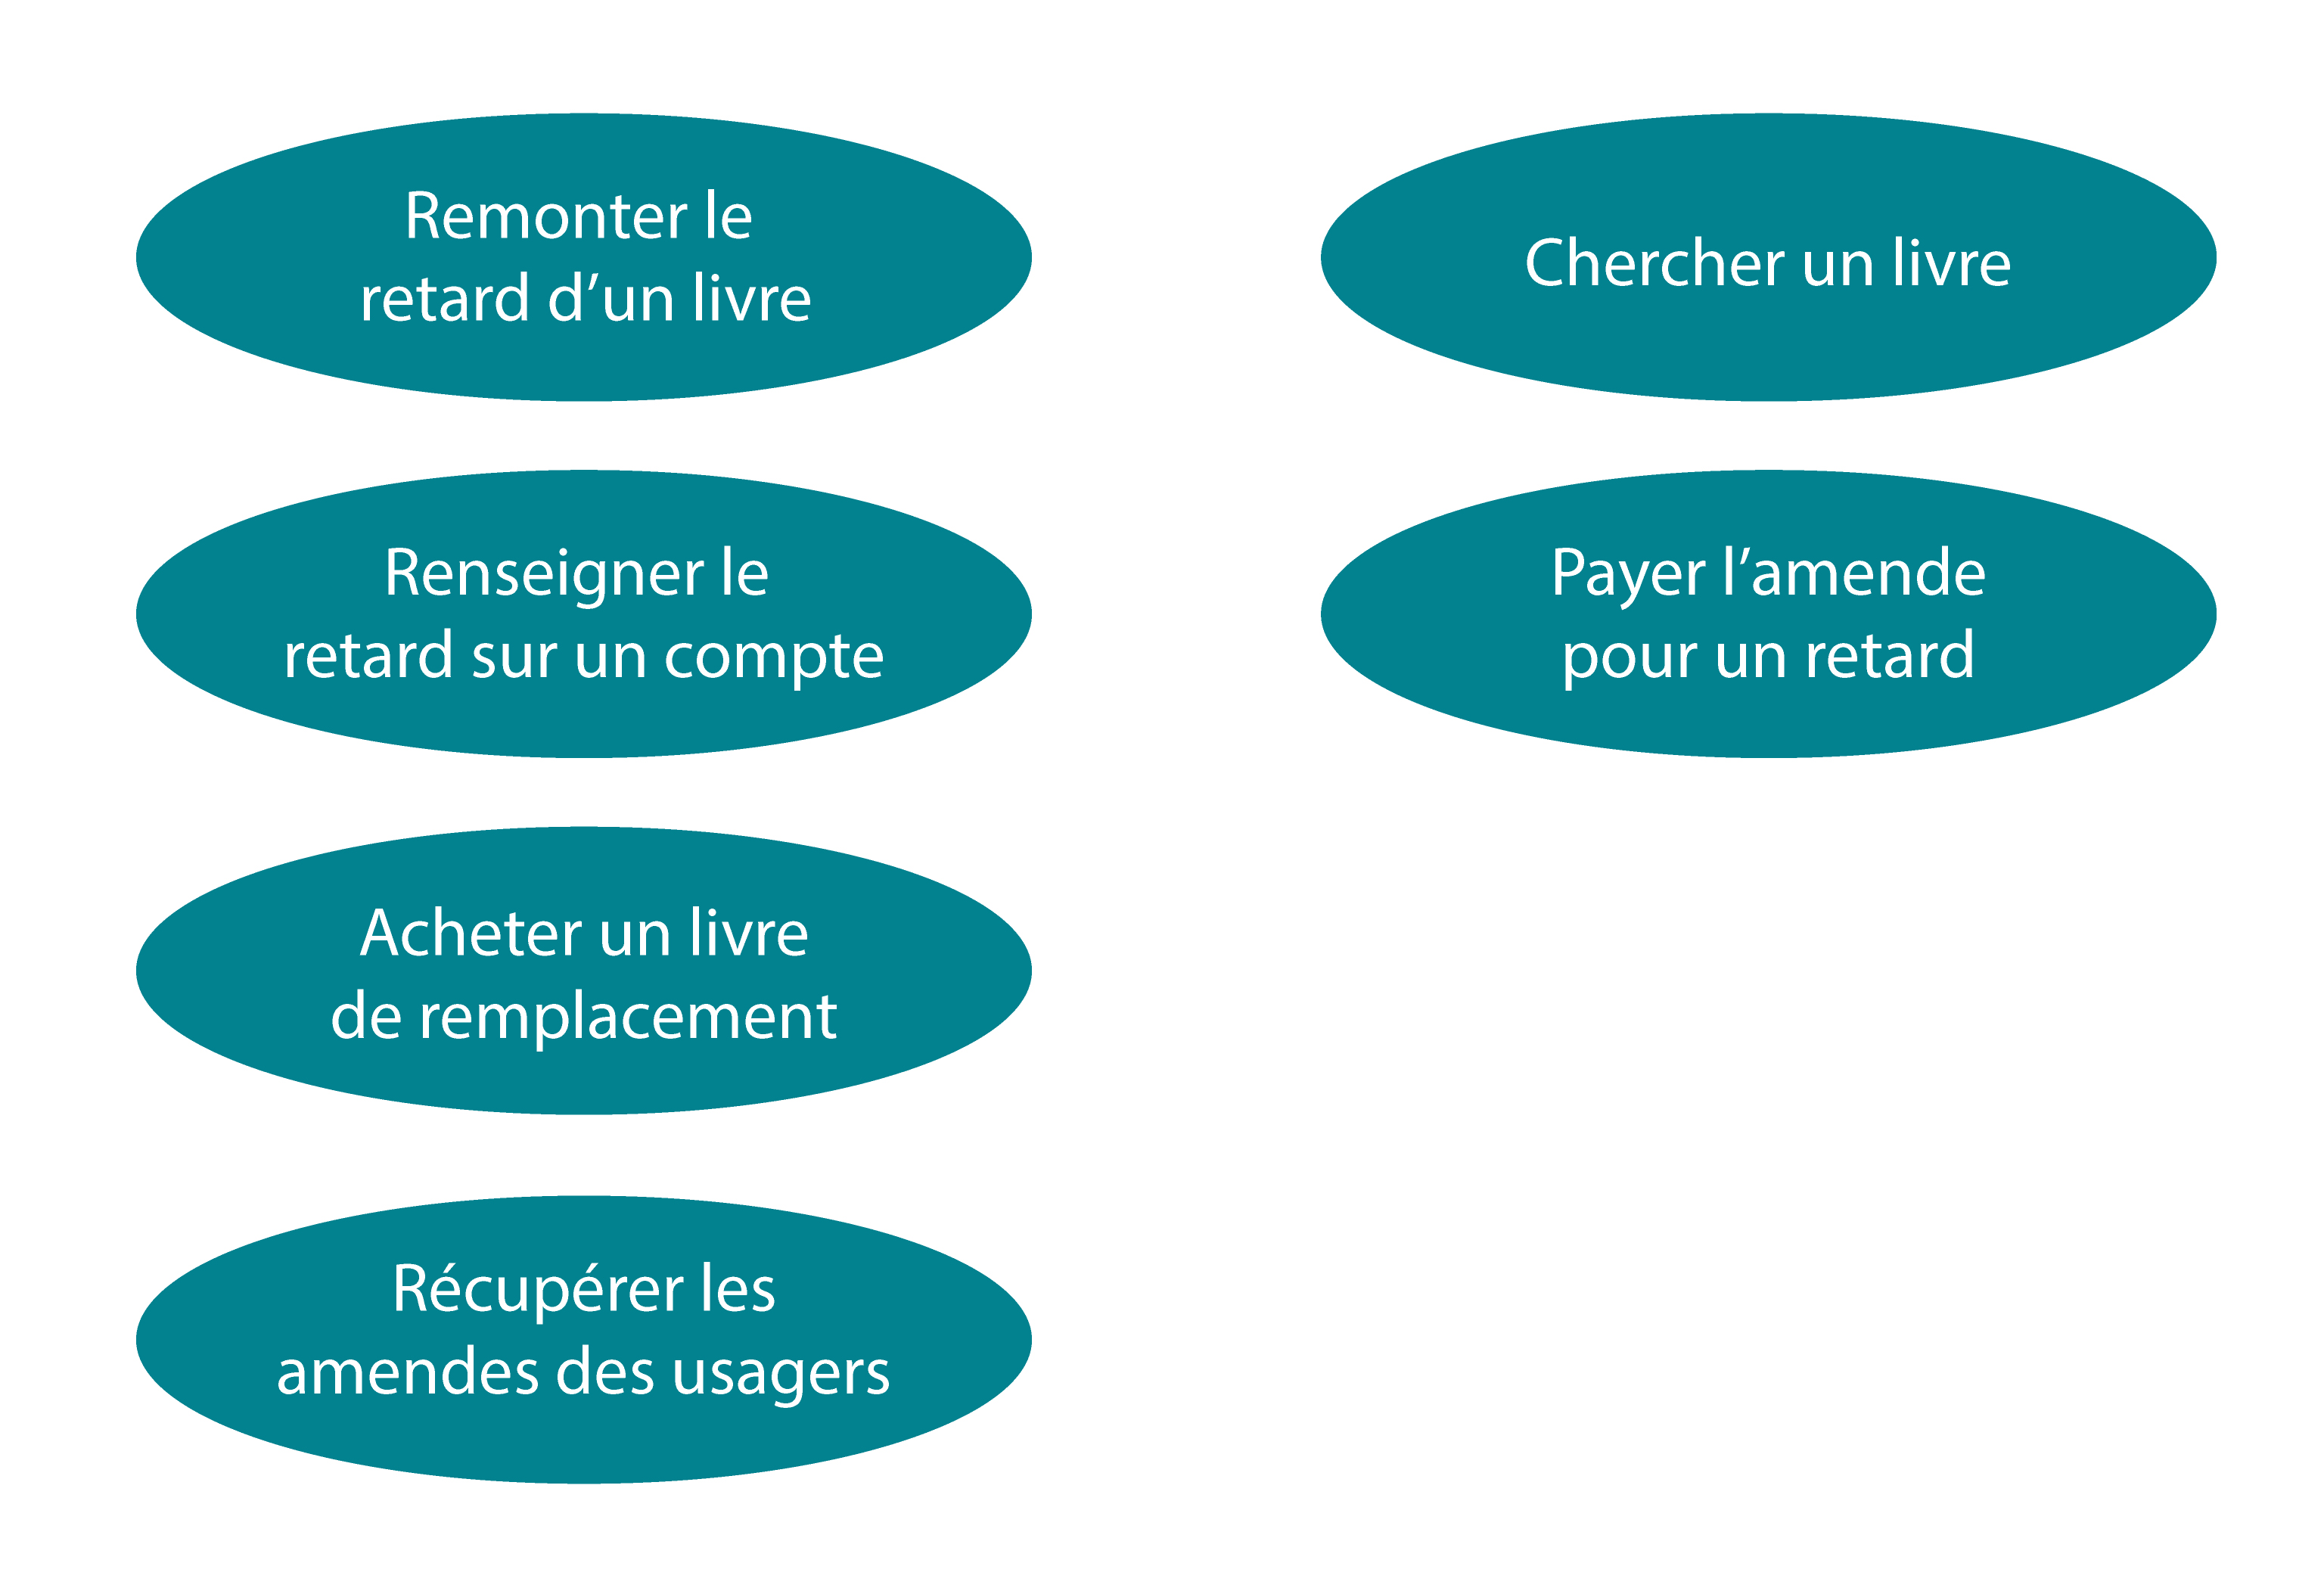 Remonter le
retard d’un livre
Renseigner le
retard sur un compte
Acheter un livre
de remplacement
Récupérer les
amendes des usagers
Chercher un livre
Payer l’amende
pour un retard